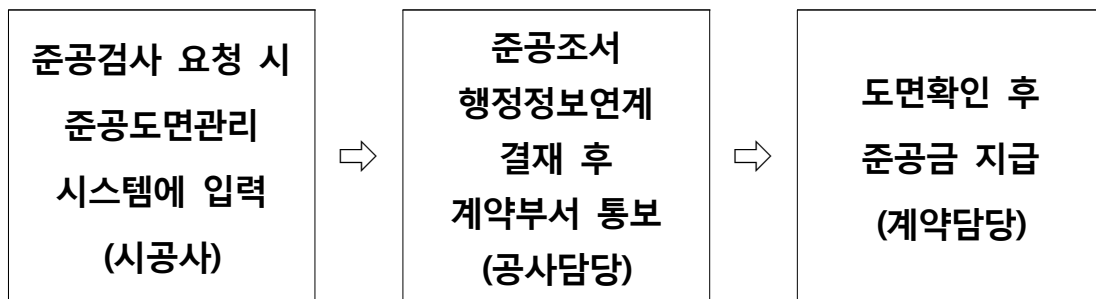 준공검사 요청 시
준공도면관리
시스템에 입력
(시공사)
⇨
준공조서
행정정보연계
결재 후
계약부서 통보
(공사담당)
⇨
도면확인 후
준공금 지급
(계약담당)